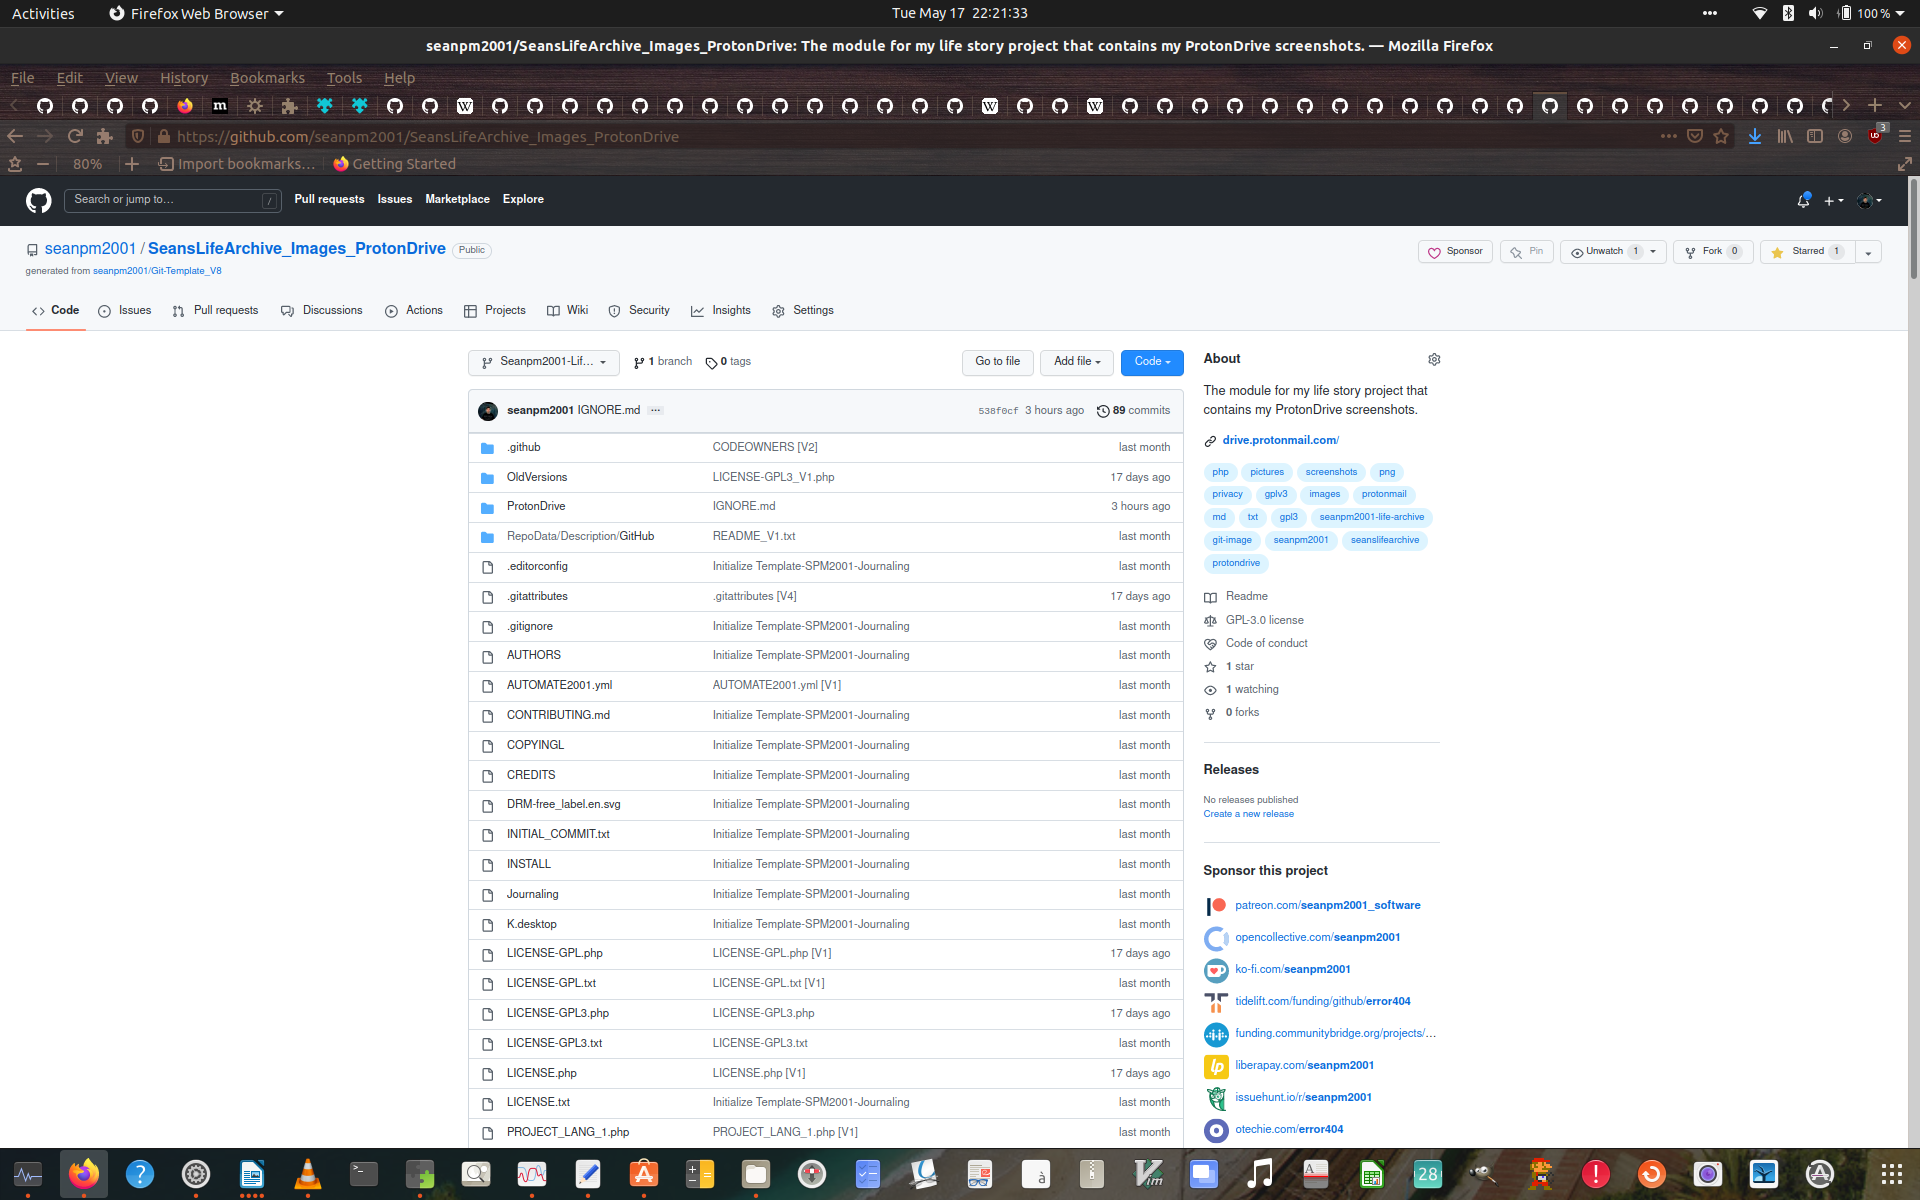 Activities
Firefox Web Browser
Tue May 17 22:21:33
100 %
seanpm2001/SeansLifeArchive_Images_ProtonDrive: The module for my life story project that contains my ProtonDrive screenshots. — Mozilla Firefox
File Edit View History Bookmarks Tools Help
https://github.com/seanpm2001/SeansLifeArchive_Images_ProtonDrive
3
80%
Import bookmarks...
Getting Started
Search or jump to...
/
Pull requests Issues Marketplace Explore
seanpm2001 / SeansLifeArchive_Images_ProtonDrive Public
generated from seanpm2001/Git-Template_V8
Sponsor
Pin
Unwatch 1
Fork 0
Starred 1
Code
Issues
Pull requests
Discussions
Actions
Projects
Wiki
Security
Insights
Settings
Seanpm2001-Lif...
1 branch
0 tags
Go to file
Add file
Code
seanpm2001 IGNORE.md
538f0cf 3 hours ago
89 commits
.github CODEOWNERS [V2] last month
OldVersions LICENSE-GPL3_V1.php 17 days ago
ProtonDrive IGNORE.md 3 hours ago
RepoData/Description/GitHub README_V1.txt last month
.editorconfig Initialize Template-SPM2001-Journaling last month
.gitattributes .gitattributes [V4] 17 days ago
.gitignore Initialize Template-SPM2001-Journaling last month
AUTHORS Initialize Template-SPM2001-Journaling last month
AUTOMATE2001.yml AUTOMATE2001.yml [V1] last month
CONTRIBUTING.md Initialize Template-SPM2001-Journaling last month
COPYINGL Initialize Template-SPM2001-Journaling last month
CREDITS Initialize Template-SPM2001-Journaling last month
DRM-free_label.en.svg Initialize Template-SPM2001-Journaling last month
INITIAL_COMMIT.txt Initialize Template-SPM2001-Journaling last month
INSTALL Initialize Template-SPM2001-Journaling last month
Journaling Initialize Template-SPM2001-Journaling last month
K.desktop Initialize Template-SPM2001-Journaling last month
LICENSE-GPL.php LICENSE-GPL.php [V1] 17 days ago
LICENSE-GPL.txt LICENSE-GPL.txt [V1] last month
LICENSE-GPL3.php LICENSE-GPL3.php 17 days ago
LICENSE-GPL3.txt LICENSE-GPL3.txt last month
LICENSE.php LICENSE.php [V1] 17 days ago
LICENSE.txt Initialize Template-SPM2001-Journaling last month
PROJECT_LANG_1.php PROJECT_LANG_1.php [V1] last month
About
The module for my life story project that
contains my ProtonDrive screenshots.
drive.protonmail.com/
php pictures screenshots png
privacy gplv3 images protonmail
md txt gpl3 seanpm2001-life-archive
git-image seanpm2001 seanslifearchive
protondrive
Readme
GPL-3.0 license
Code of conduct
1 star
1 watching
0 forks
Releases
No releases published
Create a new release
Sponsor this project
patreon.com/seanpm2001_software
opencollective.com/seanpm2001
ko-fi.com/seanpm2001
tidelift.com/funding/github/error404
funding.communitybridge.org/projects/...
liberapay.com/seanpm2001
issuehunt.io/r/seanpm2001
otechie.com/error404
28